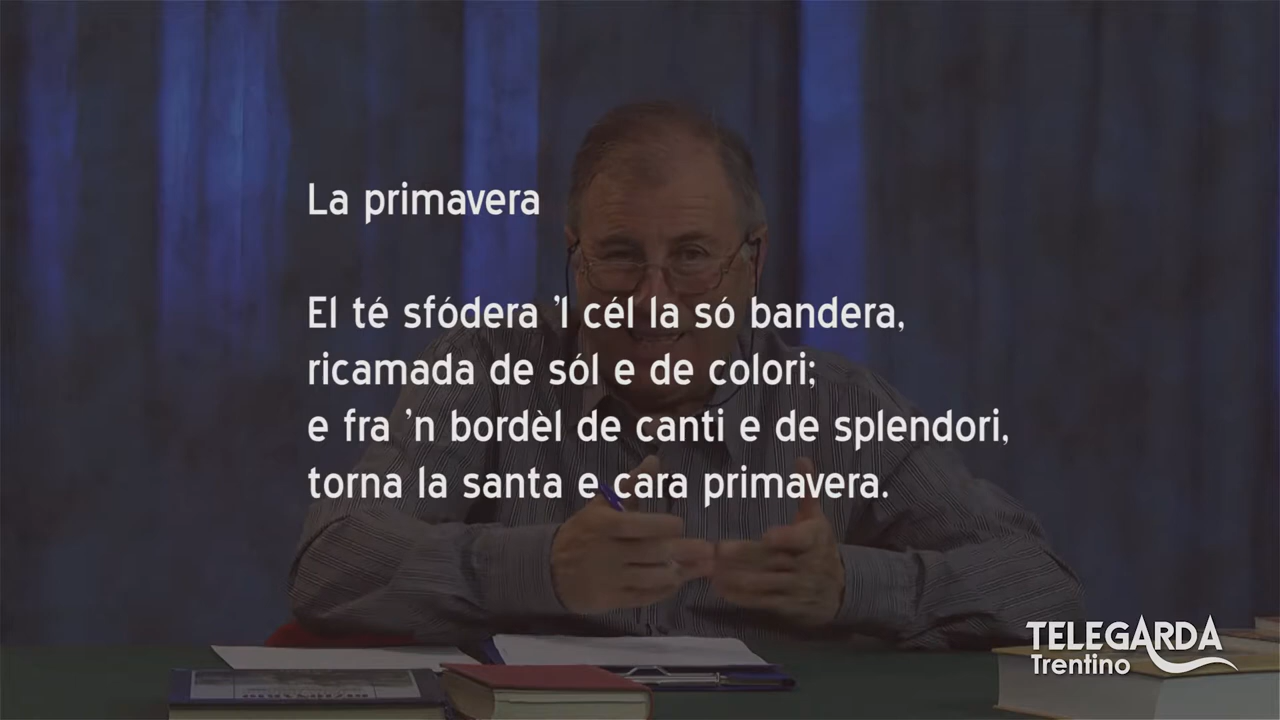 La primavera
El té sfódera 'l cél la só bandera,
ricamada de sól e de colori;
e fra 'n bordèl de canti e de splendori,
torna la santa e cara primavera.
TELEGARDA
Trentino